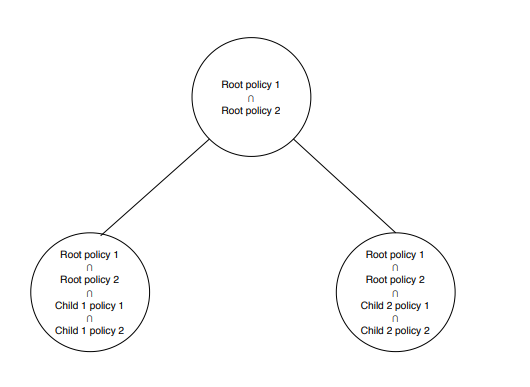 Root policy 1
∩
Root policy 2
Root policy 1
∩
Root policy 2
∩
Child 1 policy 1
∩
Child 1 policy 2
Root policy 1
∩
Root policy 2
∩
Child 2 policy 1
∩
Child 2 policy 2